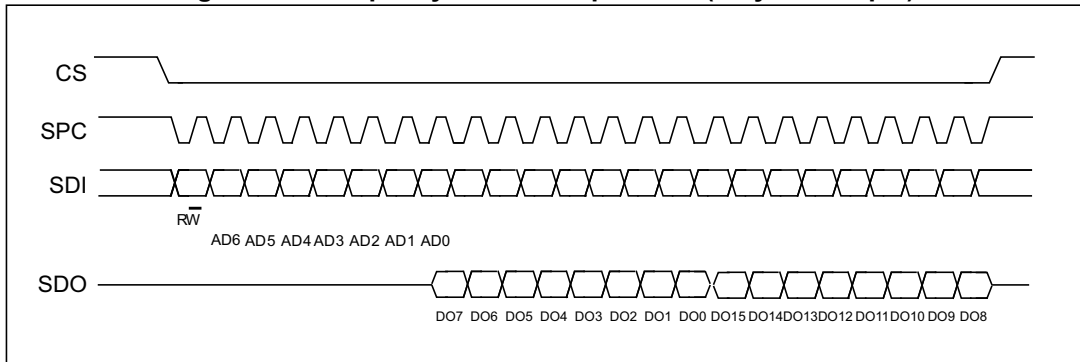 CS
SPC
SDI
RW̅
AD6 AD5 AD4 AD3 AD2 AD1 AD0
SDO
DO7 DO6 DO5 DO4 DO3 DO2 DO1 DO0 DO15 DO14 DO13 DO12 DO11 DO10 DO9 DO8